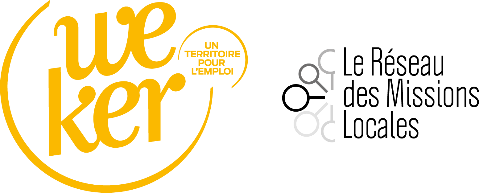 we
ker
UN
TERRITOIRE
POUR
L'EMPLOI
Le Réseau
des Missions
Locales